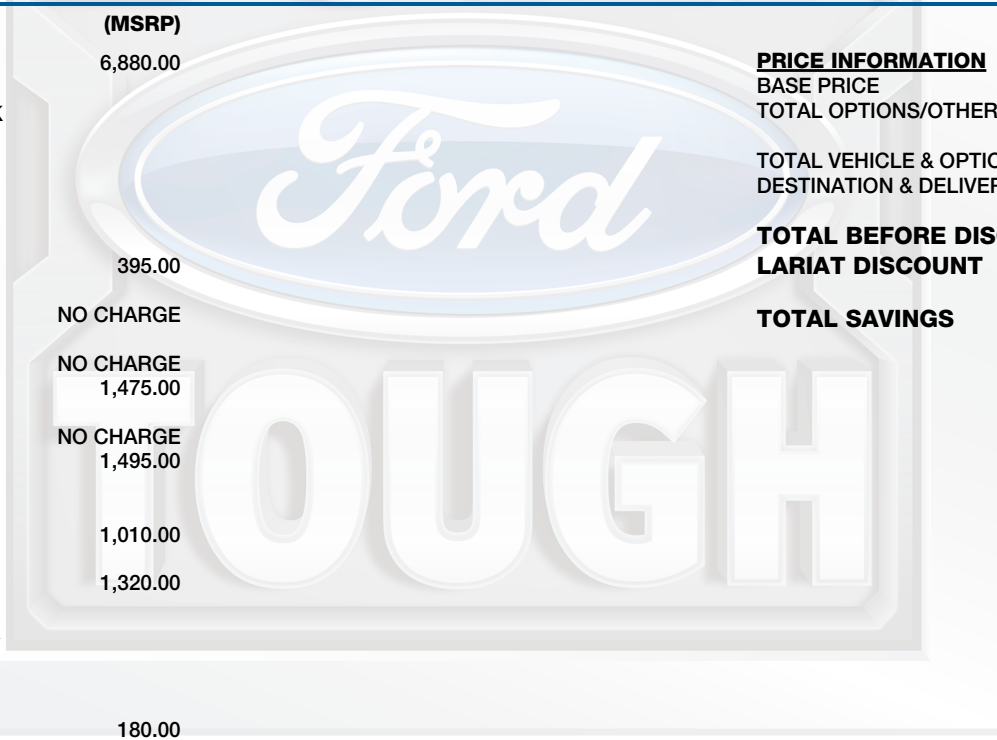 (MSRP)
6,880.00
395.00
NO CHARGE
NO CHARGE
1,475.00
NO CHARGE
1,495.00
1,010.00
1,320.00
180.00
PRICE INFORMATION
BASE PRICE
TOTAL OPTIONS/OTHER
TOTAL VEHICLE & OPTIO
DESTINATION & DELIVER
TOTAL BEFORE DIS
LARIAT DISCOUNT
TOTAL SAVINGS
Ford
TOUGH